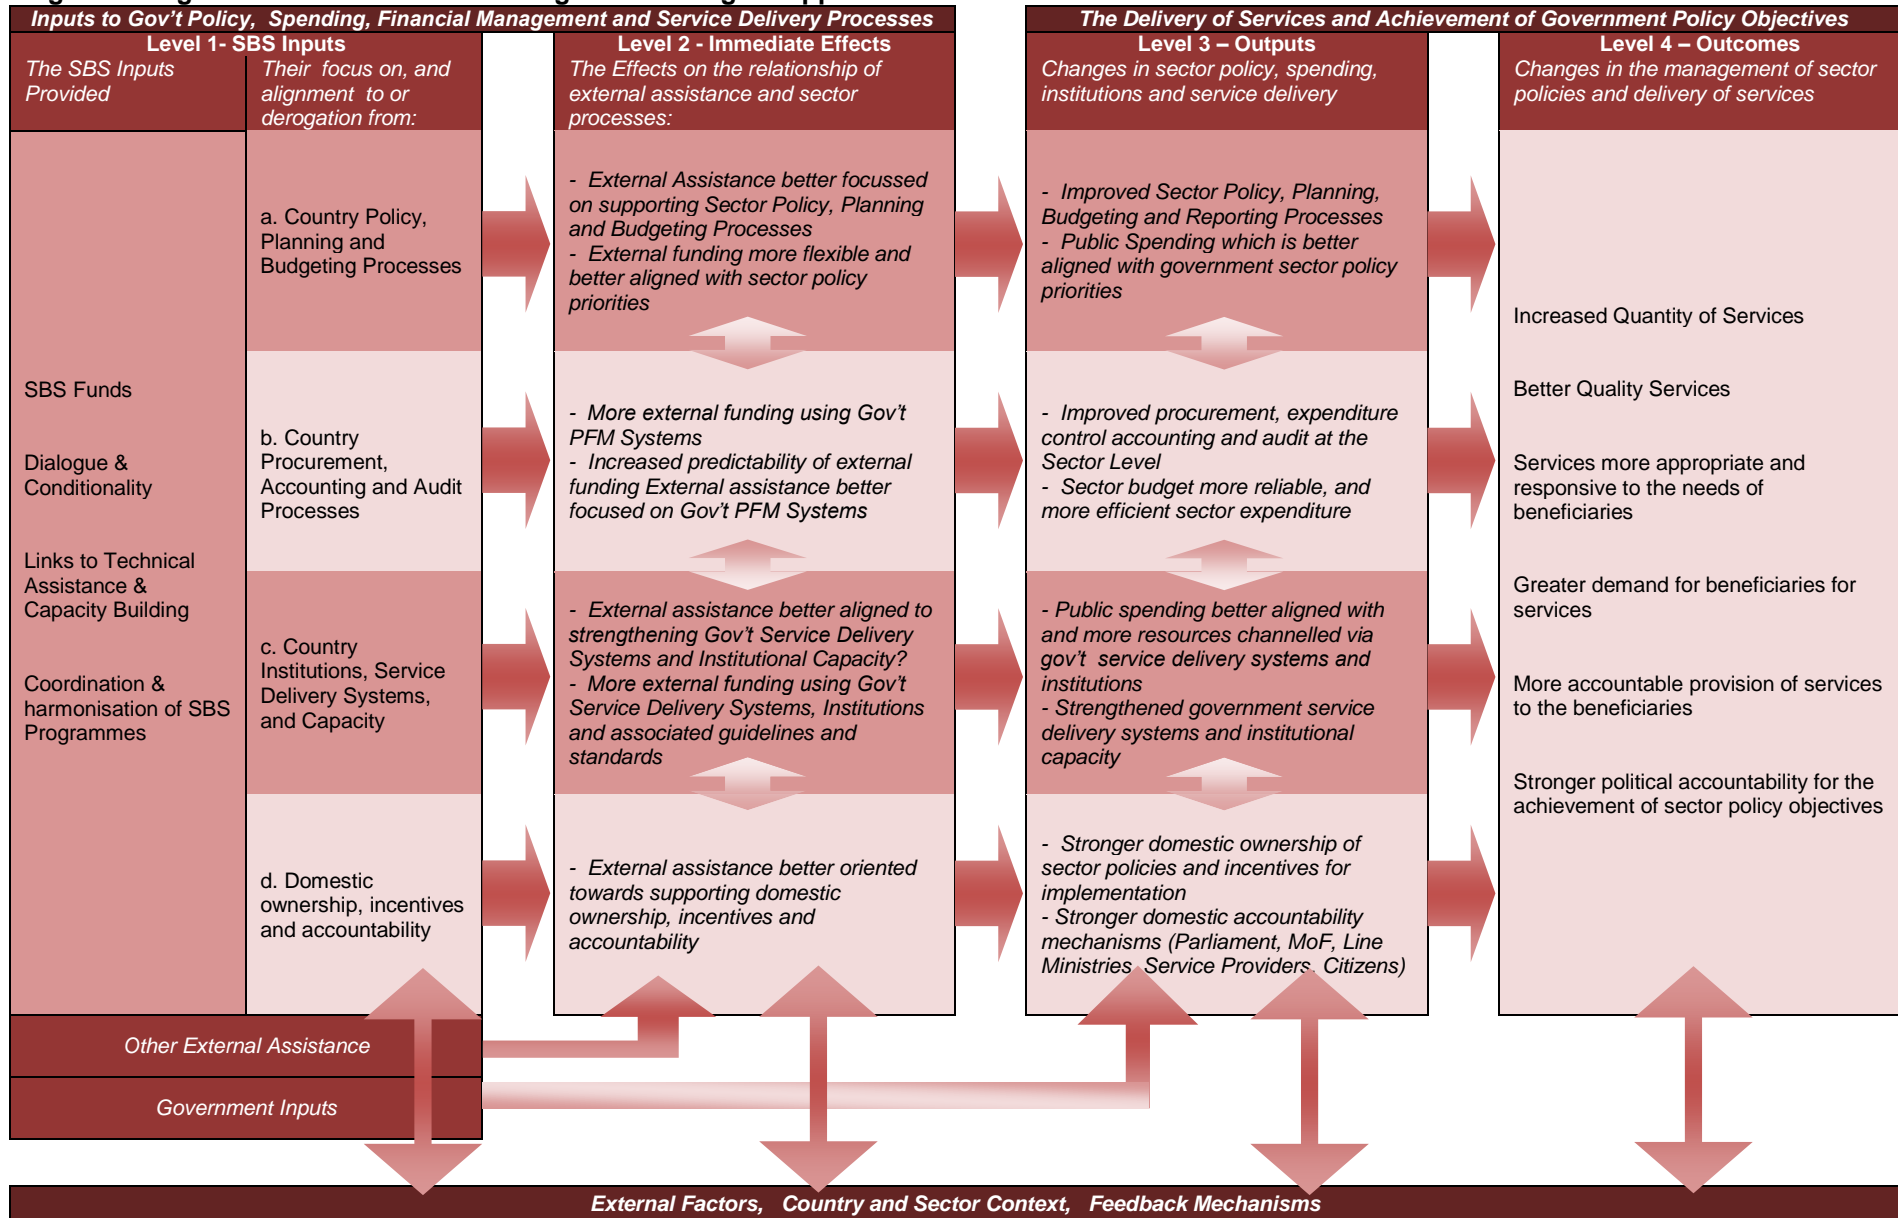 Inputs to Gov't Policy, Spending, Financial Management and Service Delivery Processes
The Delivery of Services and Achievement of Government Policy Objectives
Level 1- SBS Inputs
The SBS Inputs
Provided
Their focus on, and
alignment to or
derogation from:
Level 2 - Immediate Effects
The Effects on the relationship of
external assistance and sector
processes:
Level 3 – Outputs
Changes in sector policy, spending,
institutions and service delivery
Level 4 – Outcomes
Changes in the management of sector
policies and delivery of services
SBS Funds
Dialogue &
Conditionality
Links to Technical
Assistance &
Capacity Building
Coordination &
harmonisation of SBS
Programmes
a. Country Policy,
Planning and
Budgeting Processes
- External Assistance better focussed
on supporting Sector Policy, Planning
and Budgeting Processes
- External funding more flexible and
better aligned with sector policy
priorities
- Improved Sector Policy, Planning,
Budgeting and Reporting Processes
- Public Spending which is better
aligned with government sector policy
priorities
b. Country
Procurement,
Accounting and Audit
Processes
- More external funding using Gov't
PFM Systems
- Increased predictability of external
funding External assistance better
focused on Gov't PFM Systems
- Improved procurement, expenditure
control accounting and audit at the
Sector Level
- Sector budget more reliable, and
more efficient sector expenditure
c. Country
Institutions, Service
Delivery Systems,
and Capacity
- External assistance better aligned to
strengthening Gov't Service Delivery
Systems and Institutional Capacity?
- More external funding using Gov't
Service Delivery Systems, Institutions
and associated guidelines and
standards
- Public spending better aligned with
and more resources channelled via
gov't service delivery systems and
institutions
- Strengthened government service
delivery systems and institutional
capacity
d. Domestic
ownership, incentives
and accountability
- External assistance better oriented
towards supporting domestic
ownership, incentives and
accountability
- Stronger domestic ownership of
sector policies and incentives for
implementation
- Stronger domestic accountability
mechanisms (Parliament, MoF, Line
Ministries, Service Providers, Citizens)
Increased Quantity of Services
Better Quality Services
Services more appropriate and
responsive to the needs of
beneficiaries
Greater demand for beneficiaries for
services
More accountable provision of services
to the beneficiaries
Stronger political accountability for the
achievement of sector policy objectives
Other External Assistance
Government Inputs
External Factors, Country and Sector Context, Feedback Mechanisms